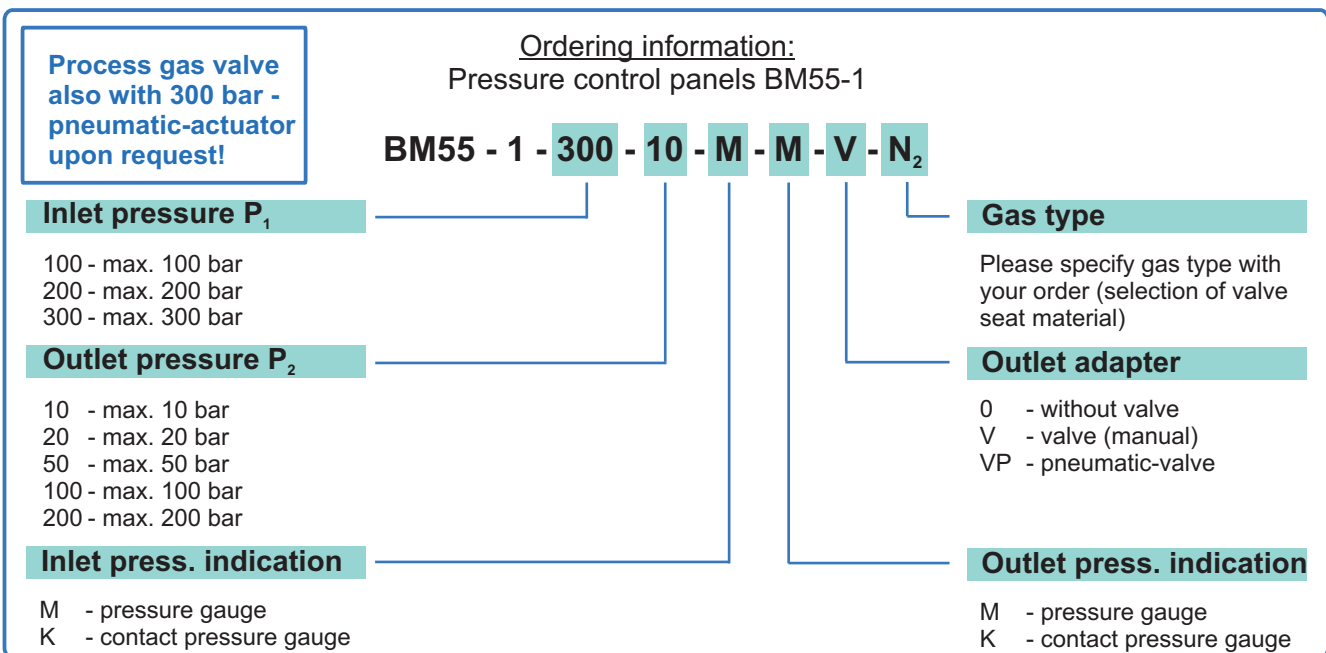 Process gas valve
also with 300 bar -
pneumatic-actuator
upon request!
Ordering information:
Pressure control panels BM55-1
BM55 - 1 - 300 - 10 - M - M - V - N₂
Inlet pressure P₁
100 - max. 100 bar
200 - max. 200 bar
300 - max. 300 bar
Outlet pressure P₂
10 - max. 10 bar
20 - max. 20 bar
50 - max. 50 bar
100 - max. 100 bar
200 - max. 200 bar
Inlet press. indication
M - pressure gauge
K - contact pressure gauge
Gas type
Please specify gas type with
your order (selection of valve
seat material)
Outlet adapter
0 - without valve
V - valve (manual)
VP - pneumatic-valve
Outlet press. indication
M - pressure gauge
K - contact pressure gauge